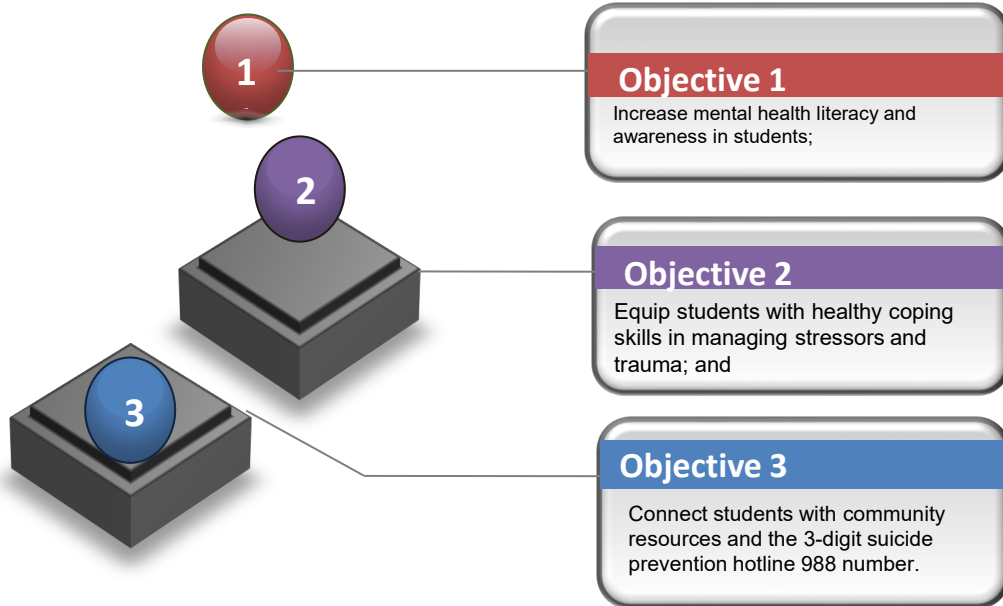 1
Objective 1
Increase mental health literacy and
awareness in students;
2
Objective 2
Equip students with healthy coping
skills in managing stressors and
trauma; and
3
Objective 3
Connect students with community
resources and the 3-digit suicide
prevention hotline 988 number.